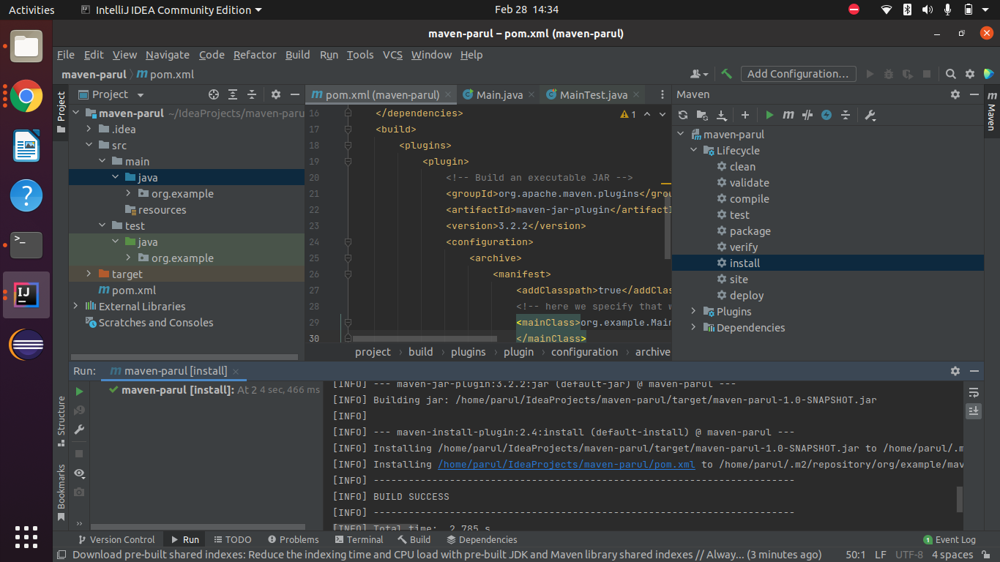 Activities IntelliJ IDEA Community Edition Feb 28 14:34
maven-parul – pom.xml (maven-parul)
File Edit View Navigate Code Refactor Build Run Tools VCS Window Help
maven-parul pom.xml Add Configuration...
Project
Project
pom.xml (maven-parul) Main.java MainTest.java
Maven
Maven
maven-parul ~/IdeaProjects/maven-paru
.idea
src
main
java
org.example
resources
test
java
org.example
target
pom.xml
External Libraries
Scratches and Consoles
16 </dependencies>
17 <build>
18 <plugins>
19 <plugin>
20 <!-- Build an executable JAR -->
21 <groupId>org.apache.maven.plugins</grou
22 <artifactId>maven-jar-plugin</artifactI
23 <version>3.2.2</version>
24 <configuration>
25 <archive>
26 <manifest>
27 <addClasspath>true</addClas
28 <!-- here we specify that w
29 <mainClass>org.example.Main
30 </mainClass>
1
project build plugins plugin configuration archive
maven-parul
Lifecycle
clean
validate
compile
test
package
verify
install
site
deploy
Plugins
Dependencies
Run: maven-parul [install]
maven-parul [install]: At 2 4 sec, 466 ms
[INFO] --- maven-jar-plugin:3.2.2:jar (default-jar) @ maven-parul ---
[INFO] Building jar: /home/parul/IdeaProjects/maven-parul/target/maven-parul-1.0-SNAPSHOT.jar
[INFO]
[INFO] --- maven-install-plugin:2.4:install (default-install) @ maven-parul ---
[INFO] Installing /home/parul/IdeaProjects/maven-parul/target/maven-parul-1.0-SNAPSHOT.jar to /home/parul/.m
[INFO] Installing /home/parul/IdeaProjects/maven-parul/pom.xml to /home/parul/.m2/repository/org/example/mav
[INFO] ------------------------------------------------------------------------
[INFO] BUILD SUCCESS
[INFO] ------------------------------------------------------------------------
[INFO] Total time: 2.785 s
Structure
Bookmarks
Version Control Run TODO Problems Terminal Build Dependencies 1 Event Log
Download pre-built shared indexes: Reduce the indexing time and CPU load with pre-built JDK and Maven library shared indexes // Alway... (3 minutes ago) 50:1 LF UTF-8 4 spaces